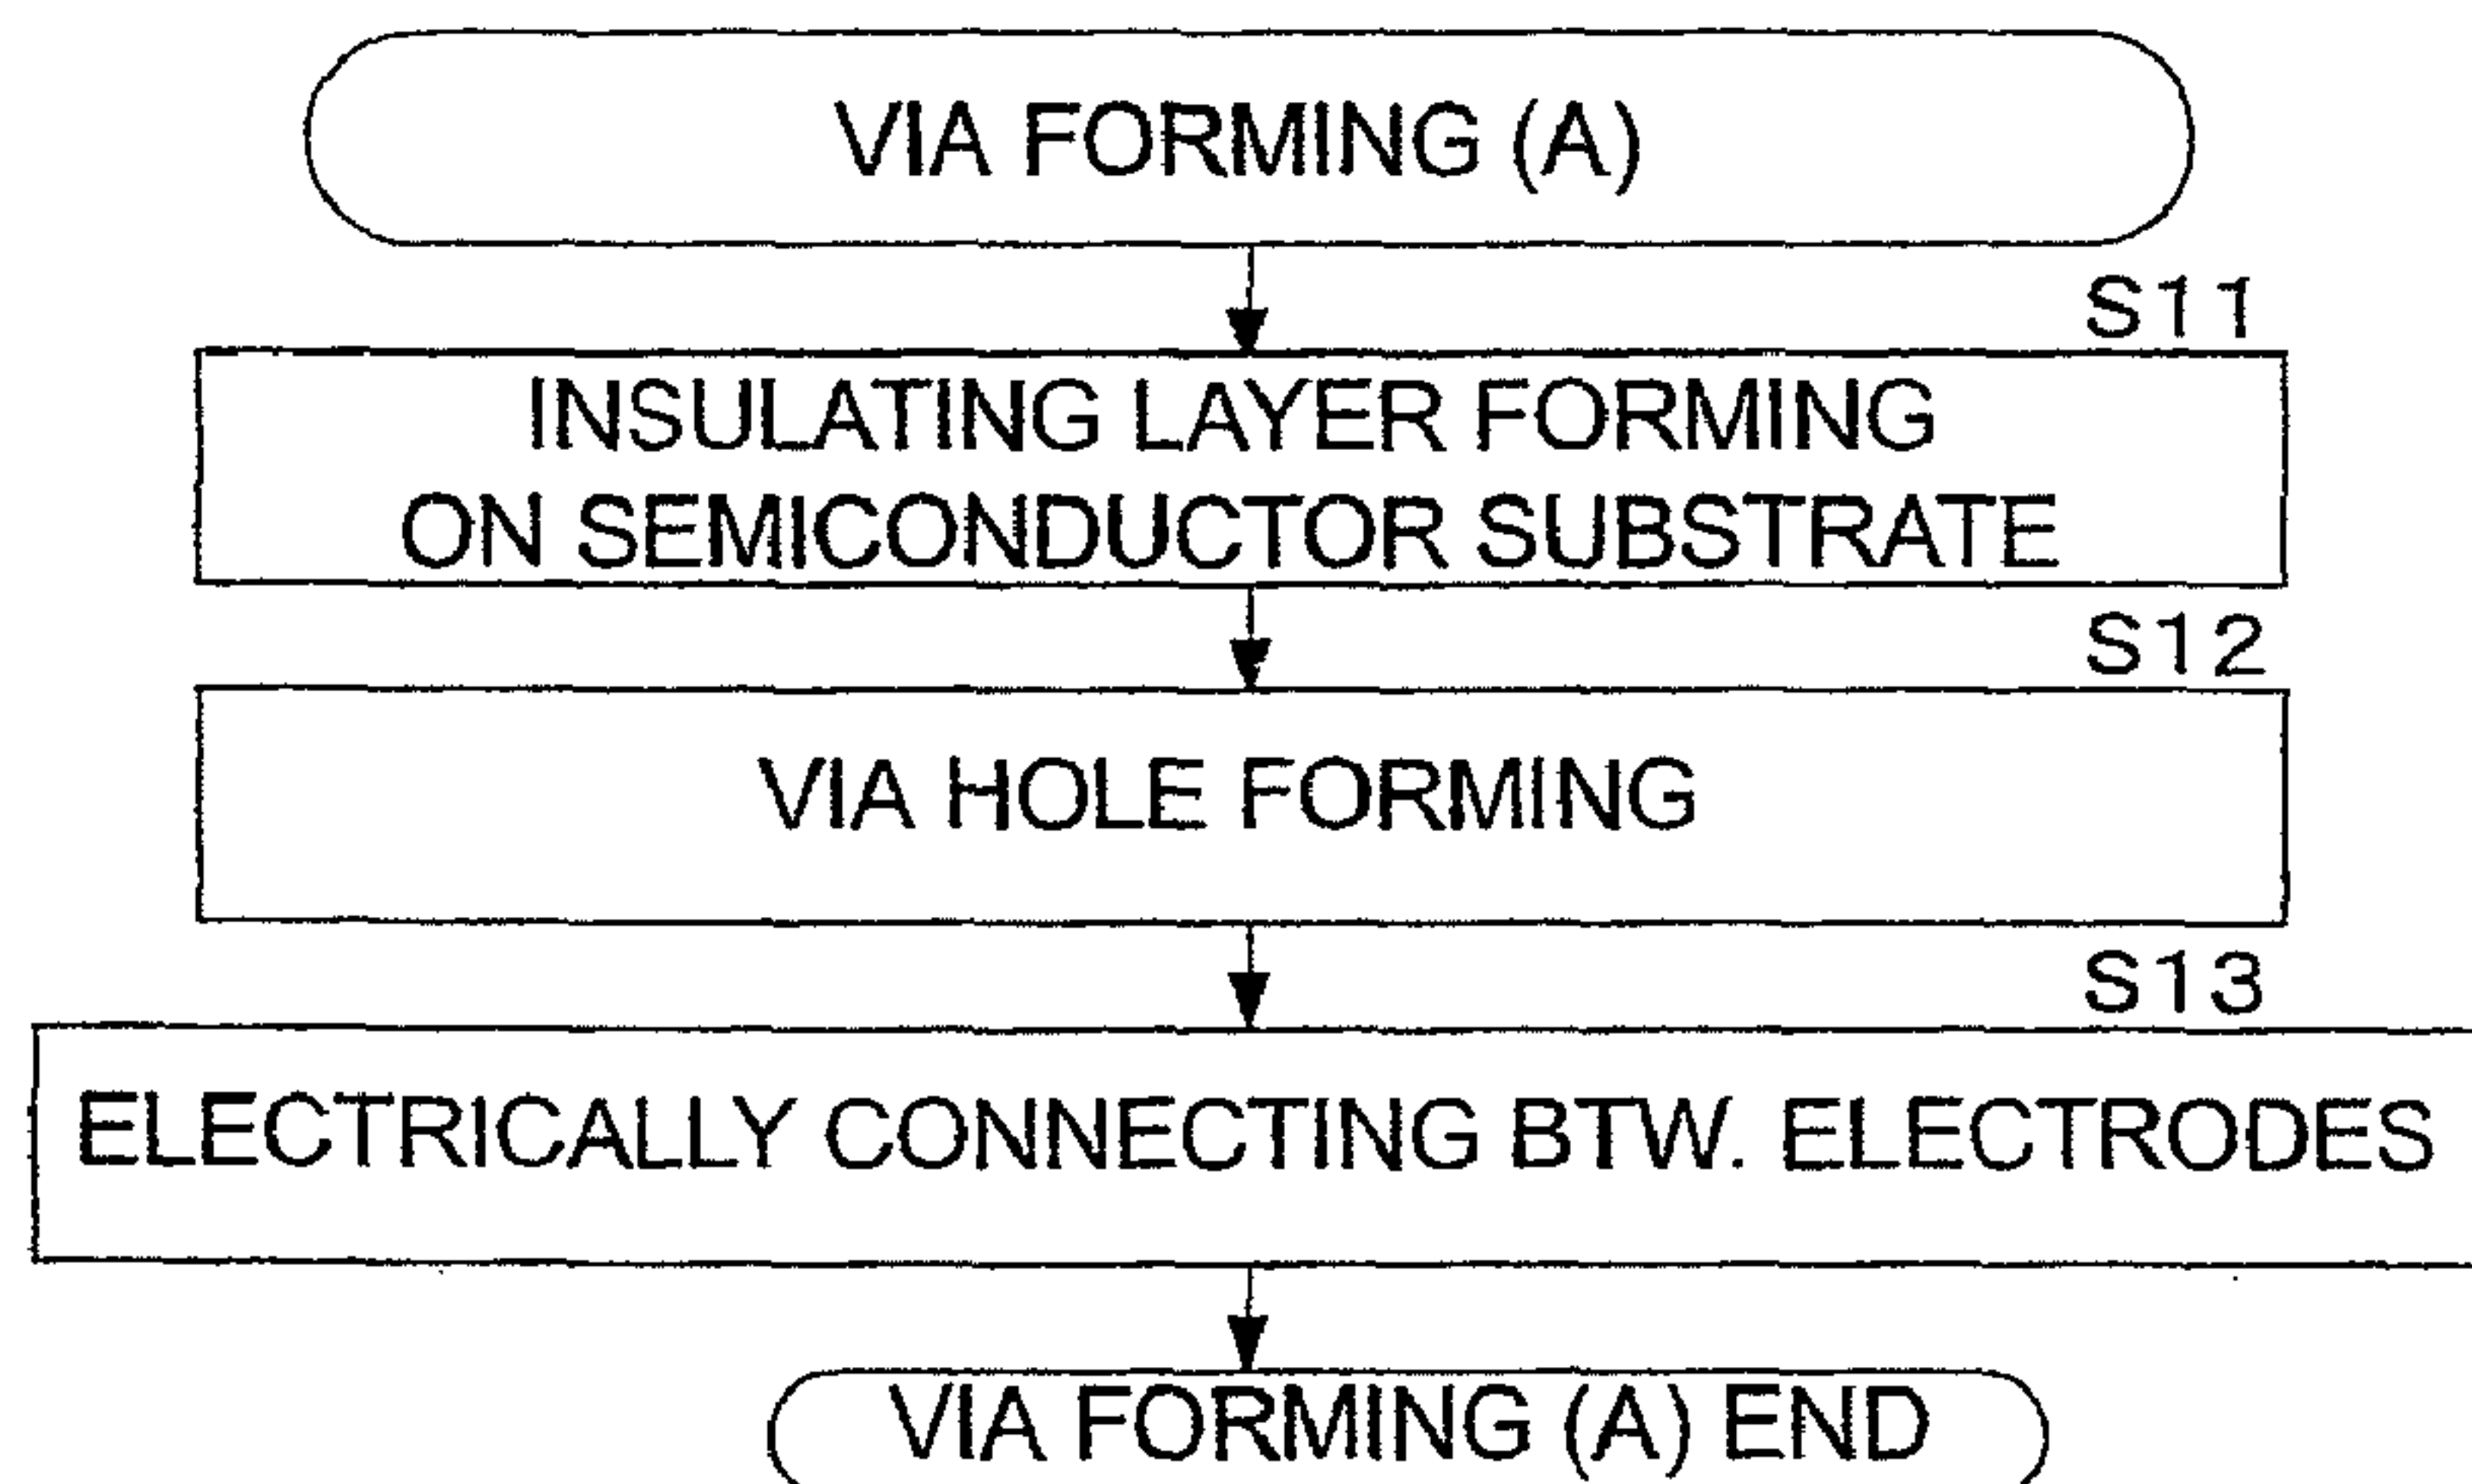 VIA FORMING (A)
S11
INSULATING LAYER FORMING
ON SEMICONDUCTOR SUBSTRATE
S12
VIA HOLE FORMING
S13
ELECTRICALLY CONNECTING BTW. ELECTRODES
VIA FORMING (A) END